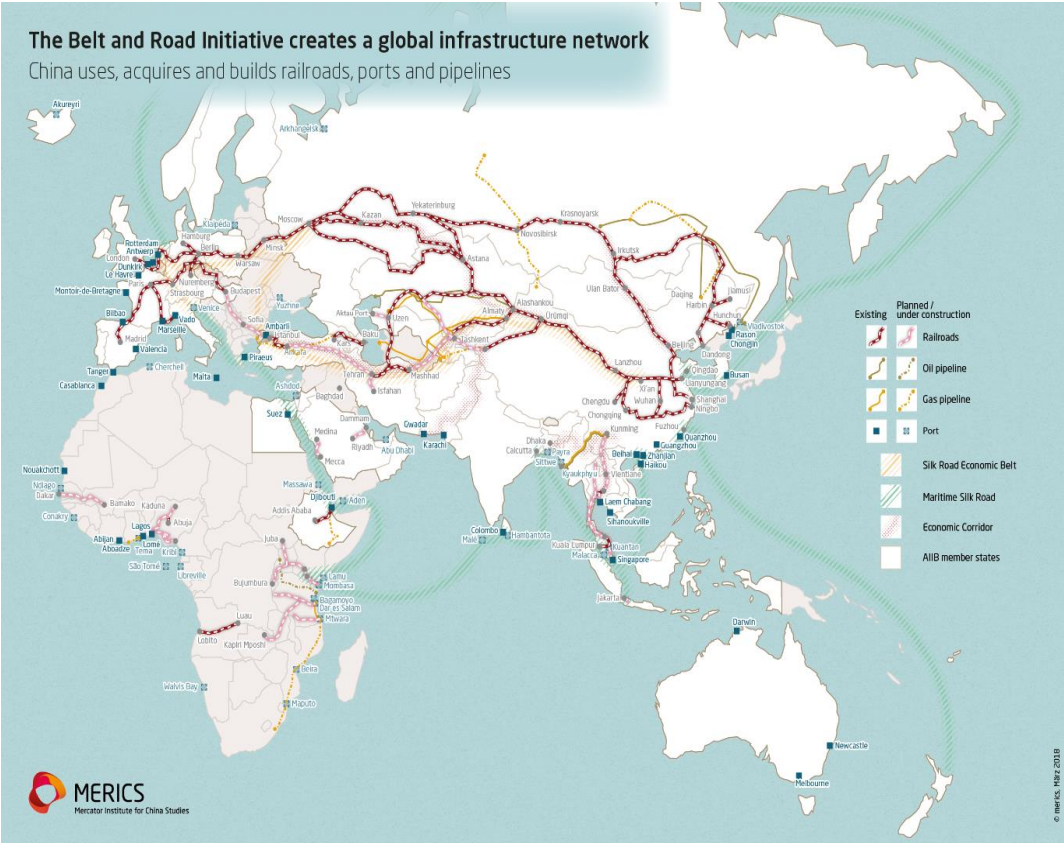 The Belt and Road Initiative creates a global infrastructure network
China uses, acquires and builds railroads, ports and pipelines
Akureyri
Arkhangelsk
Klaipėda
Moscow
Kazan
Yekaterinburg
Novosibirsk
Krasnoyarsk
Irkutsk
Hamburg
Rotterdam
Antwerp
Berlin
London
Dunkirk
Le Havre
Warsaw
Minsk
Paris
Nuremberg
Strasbourg
Budapest
Montoir-de-Bretagne
Astana
Ulan Bator
Daqing
Harbin
Jiamusi
Hunchun
Vladivostok
Rason
Chongjin
Yuzhne
Venice
Bilbao
Vado
Marseille
Sofia
Ambarli
Istanbul
Ankara
Kars
Baku
Aktau Port
Uzen
Almaty
Alashankou
Ürümqi
Tashkent
Madrid
Valencia
Piraeus
Tanger
Cherchell
Malta
Casablanca
Tehran
Mashhad
Isfahan
Ashdod
Baghdad
Beijing
Dandong
Lanzhou
Qingdao
Lianyungang
Busan
Xi'an
Wuhan
Shanghai
Ningbo
Chengdu
Chongqing
Fuzhou
Suez
Dammam
Medina
Riyadh
Abu Dhabi
Mecca
Gwadar
Karachi
Kunming
Quanzhou
Guangzhou
Dhaka
Calcutta
Payra
Sittwe
Kyaukphyu
Beihai
Zhanjian
Haikou
Vientiane
Nouakchott
Ndiago
Dakar
Bamako
Kaduna
Abuja
Conakry
Massawa
Djibouti
Aden
Addis Ababa
Laem Chabang
Sihanoukville
Colombo
Hambantota
Malé
Lagos
Abijan
Lomé
Aboadze
Tema
Kribi
São Tomé
Libreville
Juba
Bujumbura
Lamu
Mombasa
Bagamoyo
Dar es Salam
Mtwara
Kuala Lumpur
Kuantan
Malacca
Singapore
Jakarta
Luau
Lobito
Kapiri Mposhi
Beira
Walvis Bay
Maputo
Darwin
Newcastle
Melbourne
Existing
Planned /
under construction
Railroads
Oil pipeline
Gas pipeline
Port
Silk Road Economic Belt
Maritime Silk Road
Economic Corridor
AIIB member states
MERICS
Mercator Institute for China Studies
© merics, März 2018